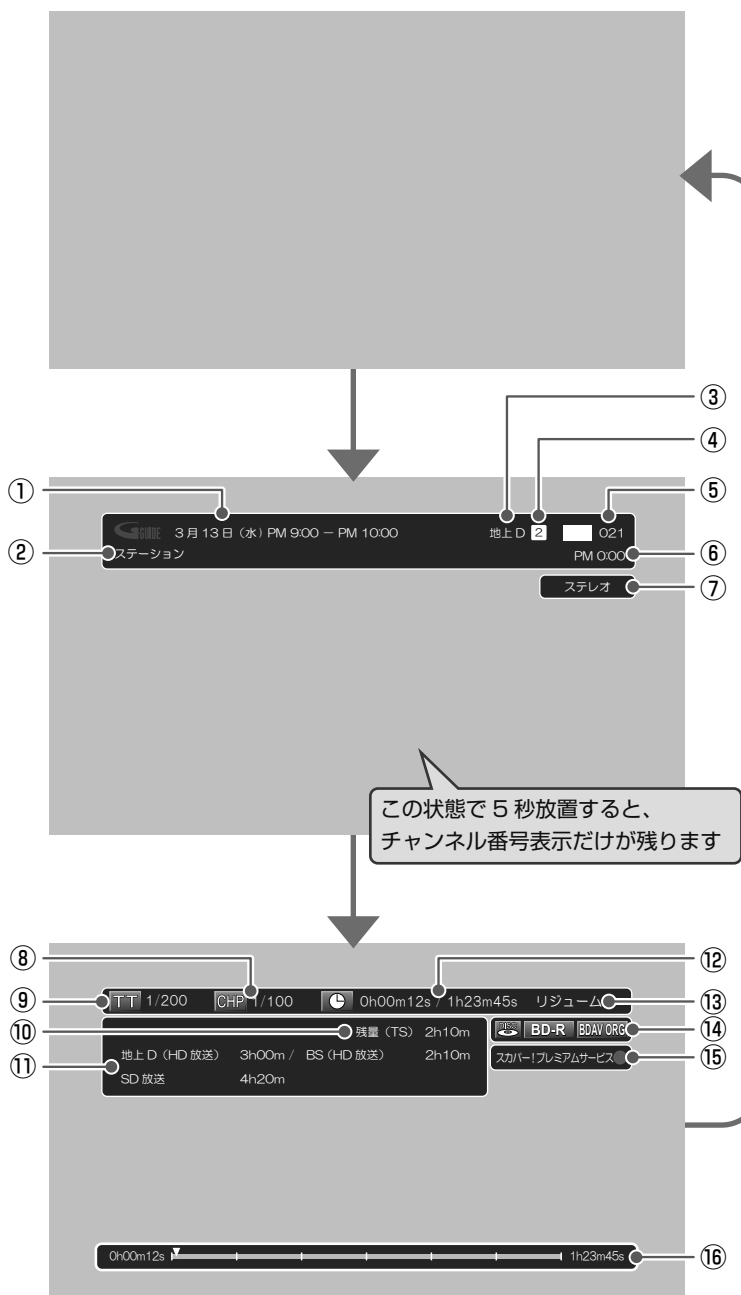 ③
④
①
⑤
G GUIDE 3月13日（水）PM 9:00 － PM 10:00 地上D 2 021
②
ステーション PM 0:00
⑥
ステレオ
⑦
この状態で5秒放置すると、
チャンネル番号表示だけが残ります
⑧
⑫
⑨
TT 1/200 CHP 1/100 0h00m12s / 1h23m45s リジューム
⑬
⑩
残量（TS） 2h10m
DISC BD-R BDAV ORG
⑭
⑪
地上D（HD放送） 3h00m / BS（HD放送） 2h10m
スカパー！プレミアムサービス
⑮
SD放送 4h20m
0h00m12s 1h23m45s
⑯